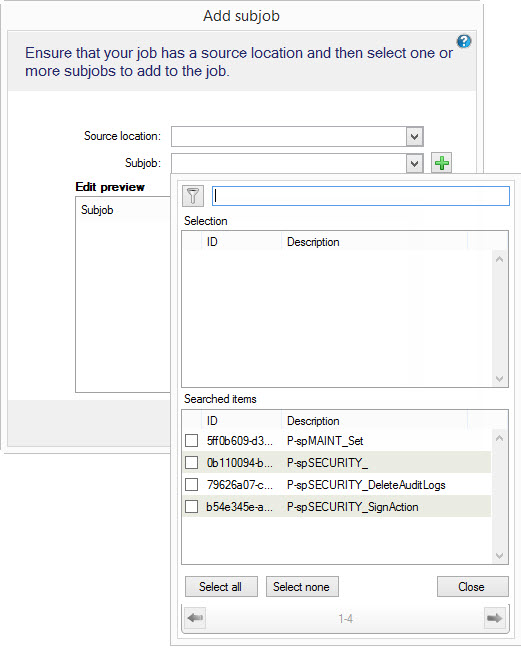 Add subjob
Ensure that your job has a source location and then select one or
more subjobs to add to the job.
Source location:
Subjob:
Edit preview
Subjob
Selection
ID Description
Searched items
ID Description
5ff0b609-d3... P-spMAINT_Set
0b110094-b... P-spSECURITY_
79626a07-c... P-spSECURITY_DeleteAuditLogs
b54e345e-a... P-spSECURITY_SignAction
Select all Select none Close
1-4